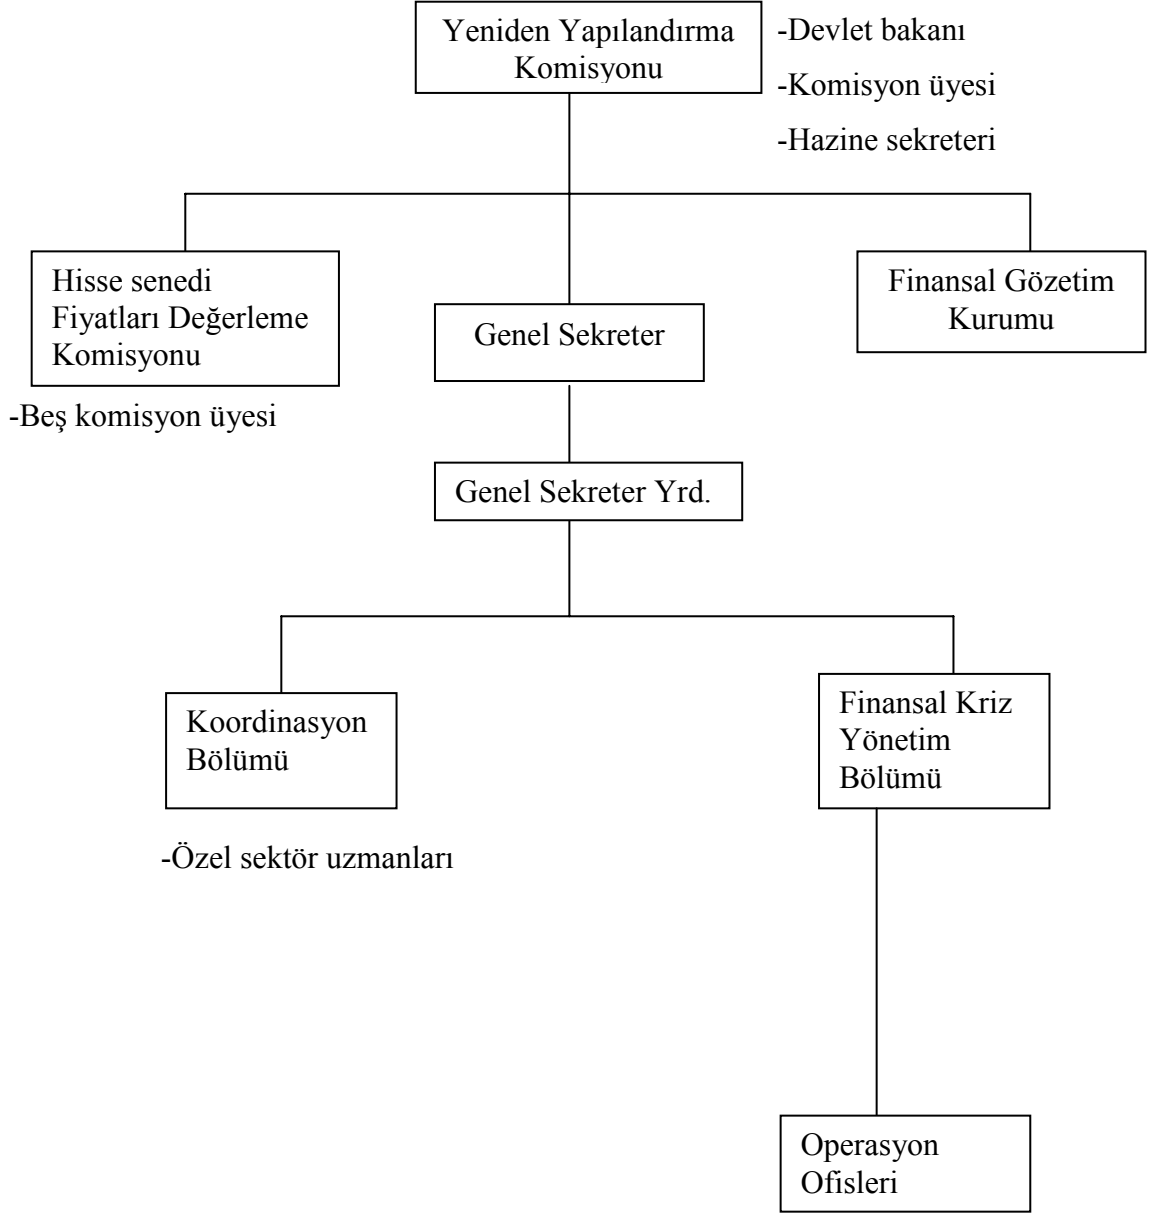 Yeniden Yapılandırma
Komisyonu
-Devlet bakanı
-Komisyon üyesi
-Hazine sekreteri
Hisse senedi
Fiyatları Değerleme
Komisyonu
-Beş komisyon üyesi
Genel Sekreter
Finansal Gözetim
Kurumu
Genel Sekreter Yrd.
Koordinasyon
Bölümü
-Özel sektör uzmanları
Finansal Kriz
Yönetim
Bölümü
Operasyon
Ofisleri